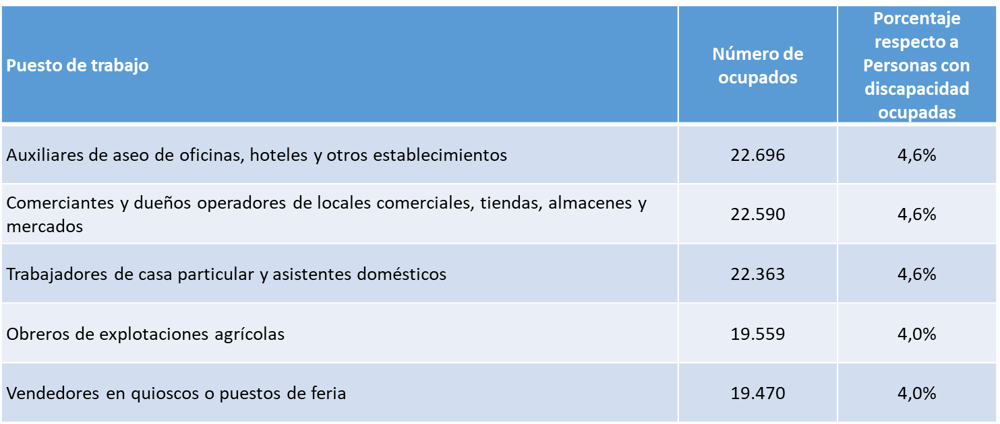 Puesto de trabajo
Número de
ocupados
Porcentaje
respecto a
Personas con
discapacidad
ocupadas
Auxiliares de aseo de oficinas, hoteles y otros establecimientos
22.696
4,6%
Comerciantes y dueños operadores de locales comerciales, tiendas, almacenes y
mercados
22.590
4,6%
Trabajadores de casa particular y asistentes domésticos
22.363
4,6%
Obreros de explotaciones agrícolas
19.559
4,0%
Vendedores en quioscos o puestos de feria
19.470
4,0%